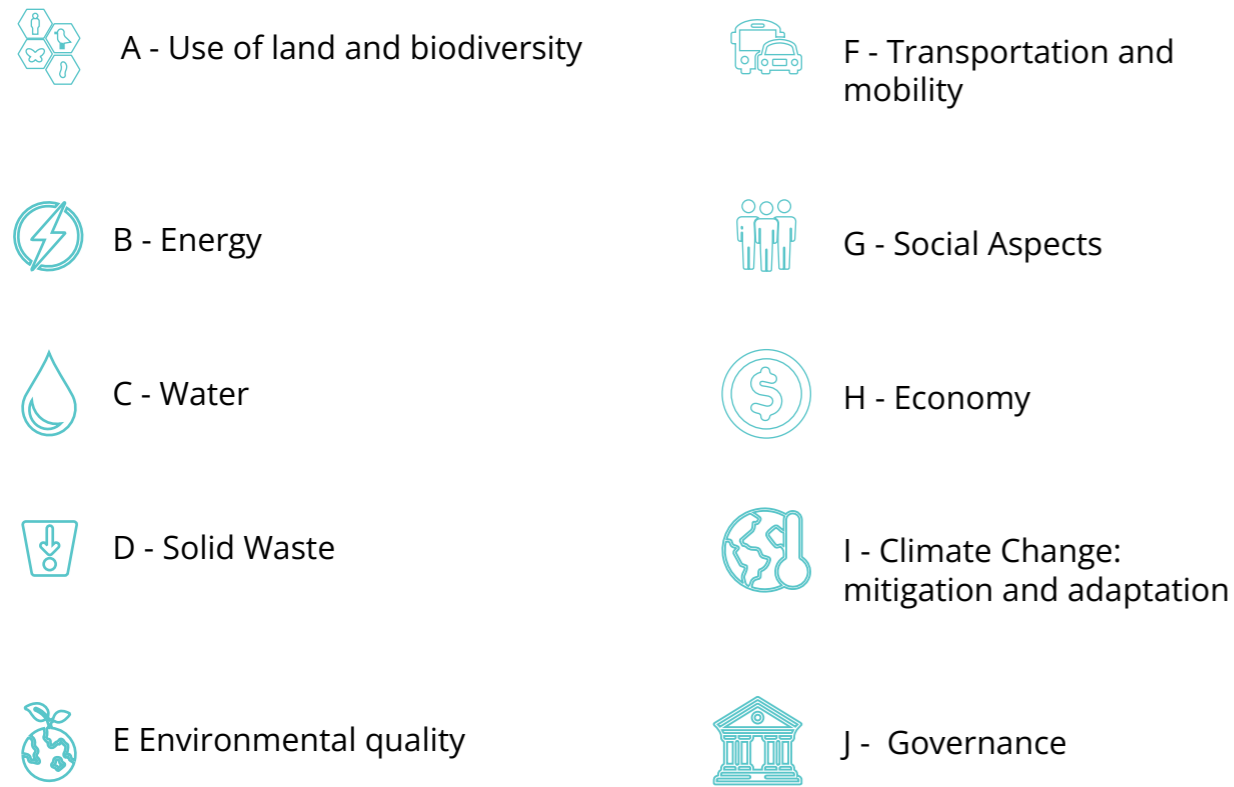 A - Use of land and biodiversity
B - Energy
C - Water
D - Solid Waste
E Environmental quality
F - Transportation and
mobility
G - Social Aspects
$
H - Economy
I - Climate Change:
mitigation and adaptation
J -  Governance